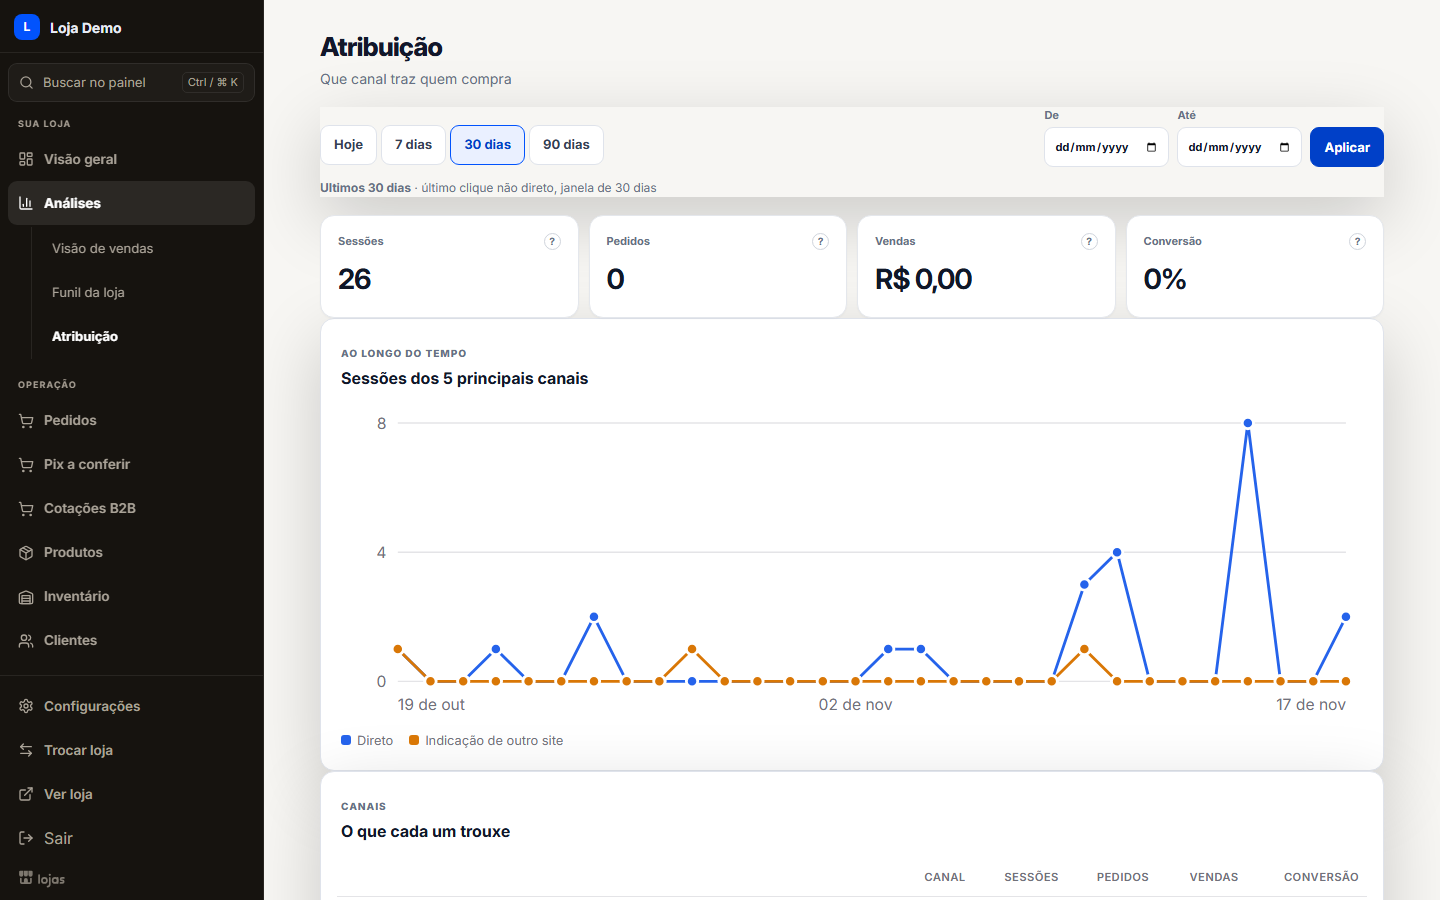 L Loja Demo
Buscar no painel Ctrl / ⌘ K
SUA LOJA
Visão geral
Análises
Visão de vendas
Funil da loja
Atribuição
OPERAÇÃO
Pedidos
Pix a conferir
Cotações B2B
Produtos
Inventário
Clientes
Configurações
Trocar loja
Ver loja
Sair
lojas
Atribuição
Que canal traz quem compra
De Até
Hoje 7 dias 30 dias 90 dias dd/mm/yyyy dd/mm/yyyy Aplicar
Ultimos 30 dias · último clique não direto, janela de 30 dias
Sessões ? Pedidos ? Vendas ? Conversão ?
26 0 R$ 0,00 0%
AO LONGO DO TEMPO
Sessões dos 5 principais canais
8
4
0
19 de out 02 de nov 17 de nov
Direto Indicação de outro site
CANAIS
O que cada um trouxe
CANAL SESSÕES PEDIDOS VENDAS CONVERSÃO